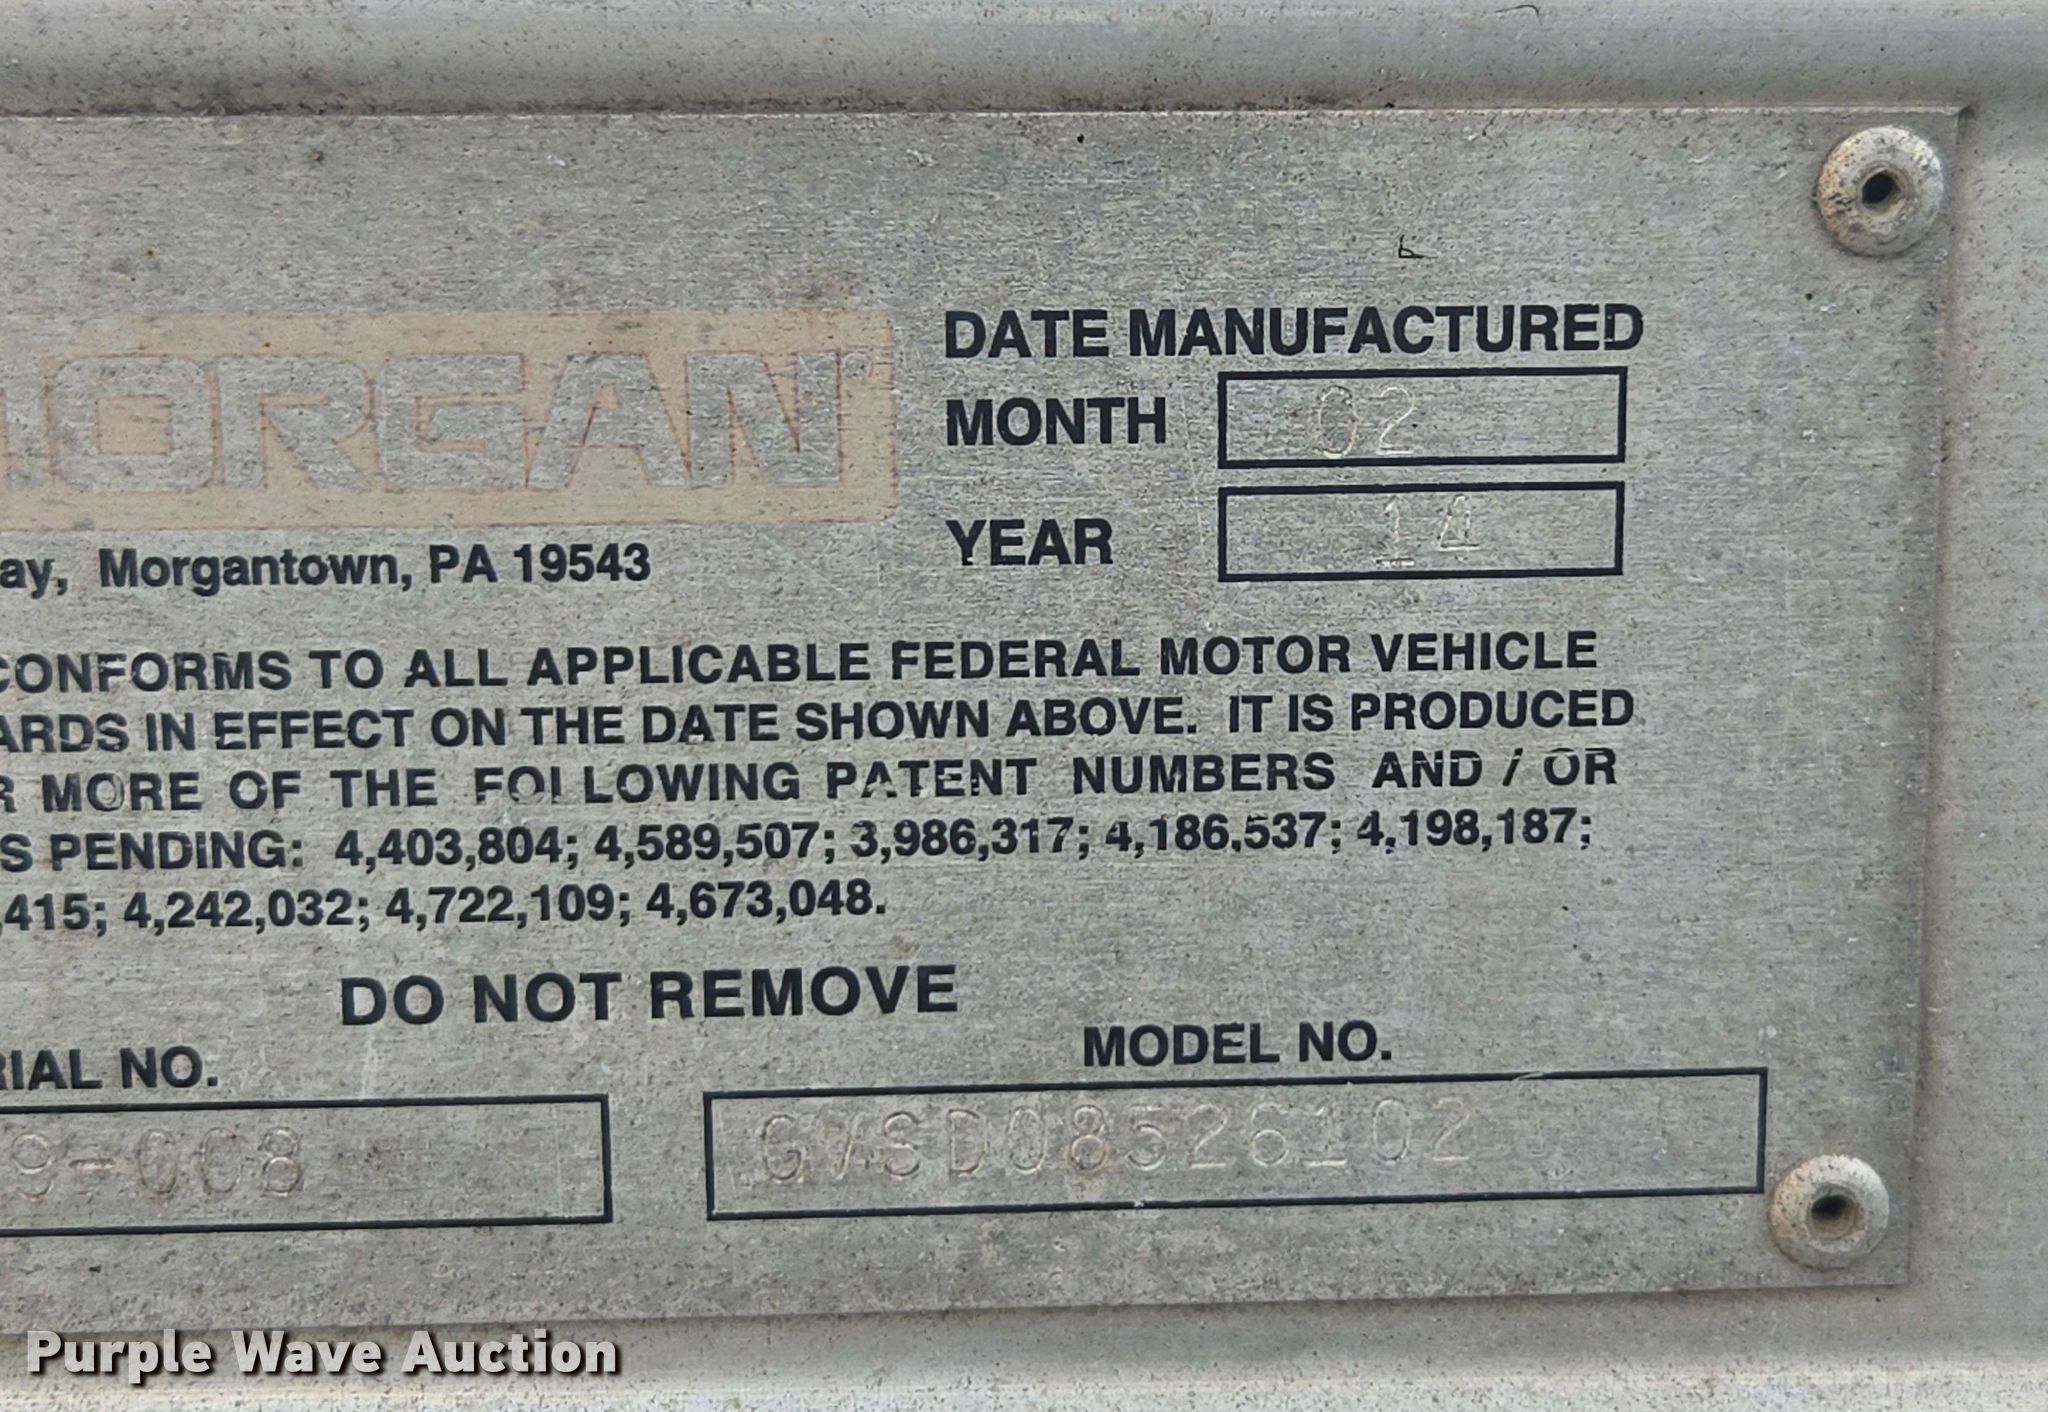 MORGAN®
DATE MANUFACTURED
MONTH 02
YEAR 14
ay, Morgantown, PA 19543
CONFORMS TO ALL APPLICABLE FEDERAL MOTOR VEHICLE
ARDS IN EFFECT ON THE DATE SHOWN ABOVE. IT IS PRODUCED
R MORE OF THE FOLLOWING PATENT NUMBERS AND / OR
S PENDING: 4,403,804; 4,589,507; 3,986,317; 4,186,537; 4,198,187;
,415; 4,242,032; 4,722,109; 4,673,048.
DO NOT REMOVE
RIAL NO.
MODEL NO.
9-008
GVSD08526102
Purple Wave Auction